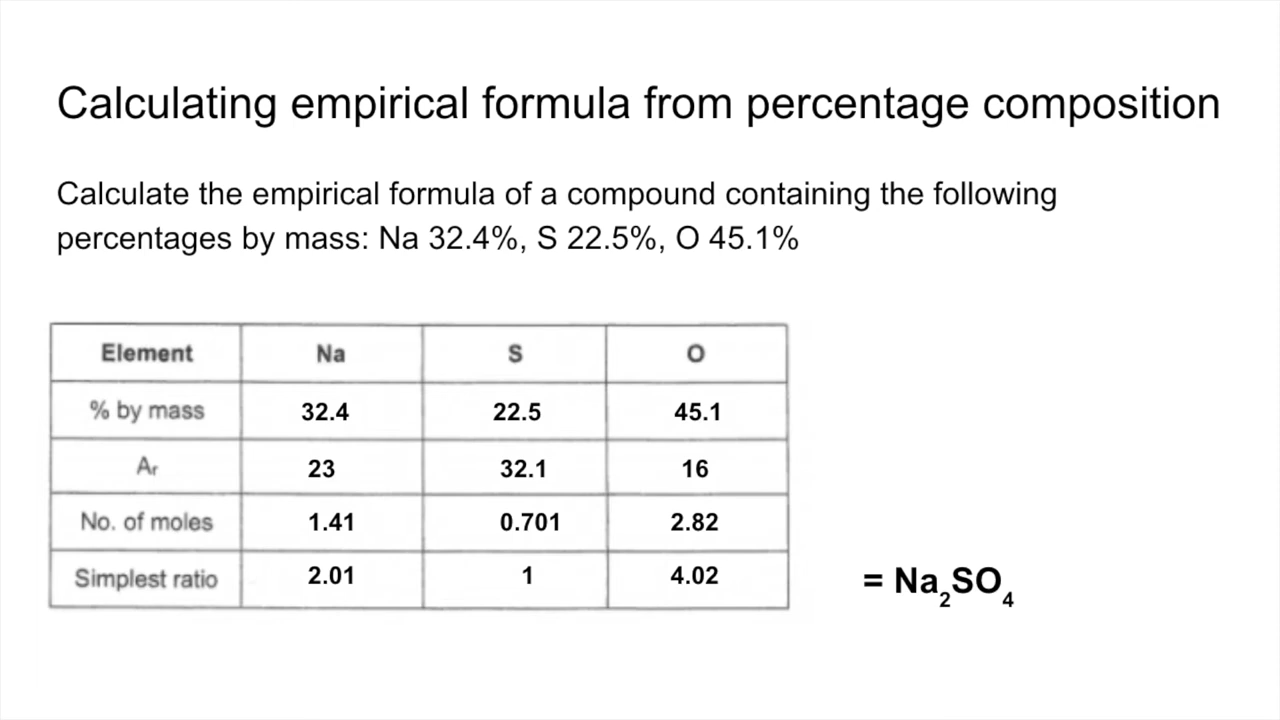 Calculating empirical formula from percentage composition
Calculate the empirical formula of a compound containing the following
percentages by mass: Na 32.4%, S 22.5%, O 45.1%
Element Na S O
% by mass 32.4 22.5 45.1
Ar 23 32.1 16
No. of moles 1.41 0.701 2.82
Simplest ratio 2.01 1 4.02
= Na₂SO₄